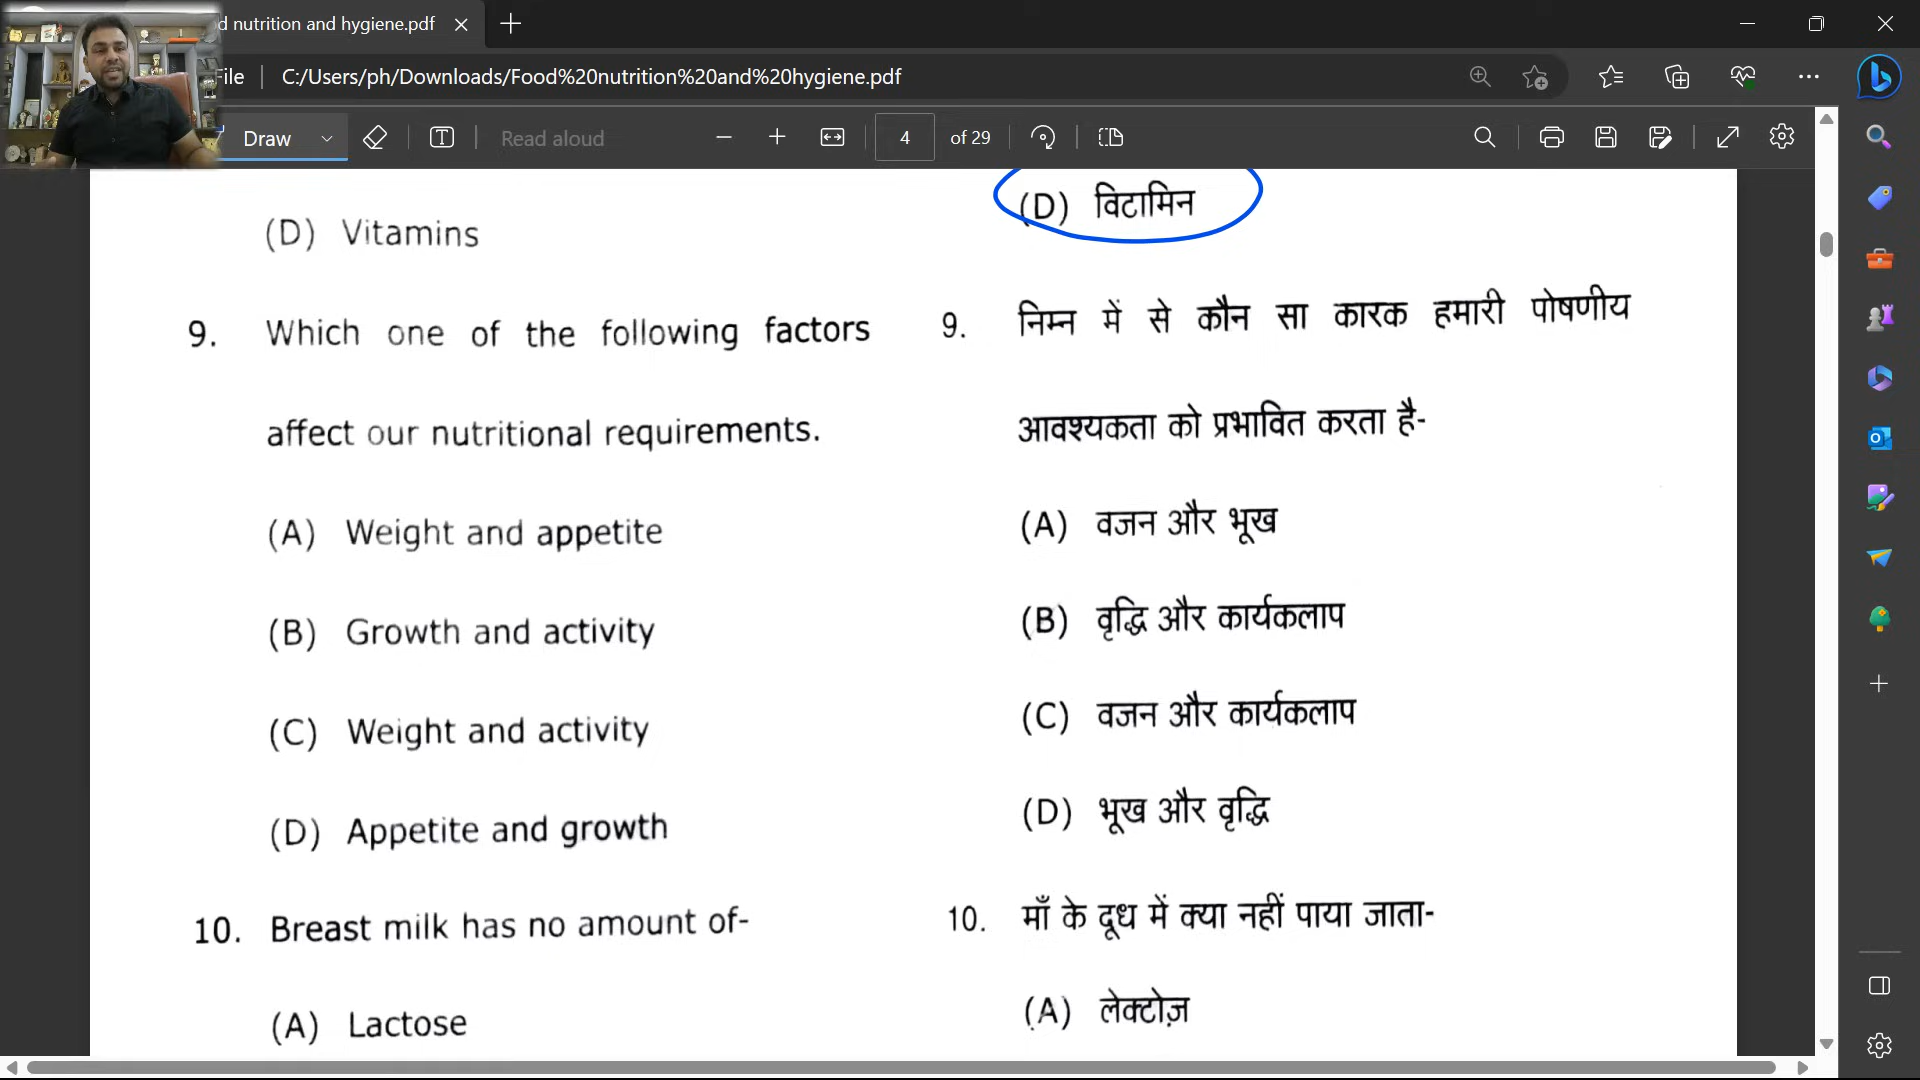 d nutrition and hygiene.pdf
ile
C:/Users/ph/Downloads/Food%20nutrition%20and%20hygiene.pdf
Draw
Read aloud
4
of 29
(D) Vitamins
9. Which one of the following factors
affect our nutritional requirements.
(A) Weight and appetite
(B) Growth and activity
(C) Weight and activity
(D) Appetite and growth
10. Breast milk has no amount of-
(A) Lactose
(D) विटामिन
9. निम्न में से कौन सा कारक हमारी पोषणीय
आवश्यकता को प्रभावित करता है-
(A) वजन और भूख
(B) वृद्धि और कार्यकलाप
(C) वजन और कार्यकलाप
(D) भूख और वृद्धि
10. माँ के दूध में क्या नहीं पाया जाता-
(A) लेक्टोज़